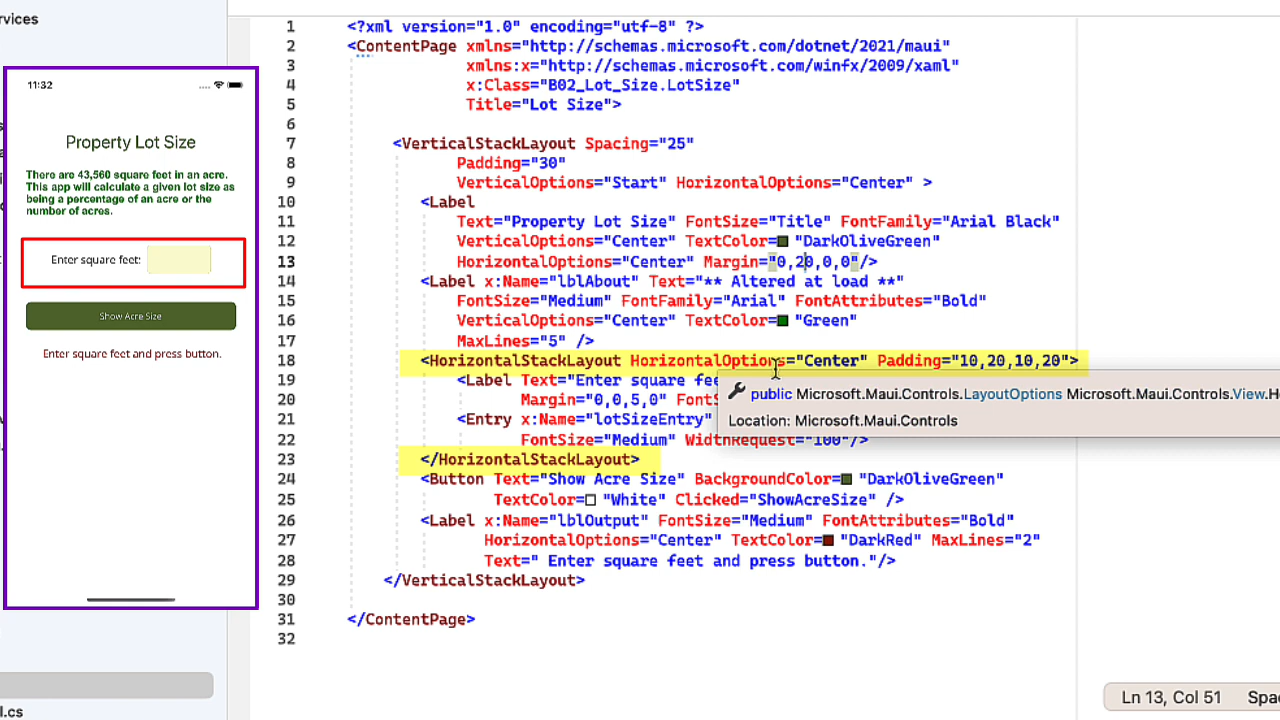 rvices
11:32
Property Lot Size
There are 43,560 square feet in an acre.
This app will calculate a given lot size as
being a percentage of an acre or the
number of acres.
Enter square feet:
Show Acre Size
Enter square feet and press button.
l.cs
1 <?xml version="1.0" encoding="utf-8" ?>
2 <ContentPage xmlns="http://schemas.microsoft.com/dotnet/2021/maui"
3 xmlns:x="http://schemas.microsoft.com/winfx/2009/xaml"
4 x:Class="B02_Lot_Size.LotSize"
5 Title="Lot Size">
6
7 <VerticalStackLayout Spacing="25"
8 Padding="30"
9 VerticalOptions="Start" HorizontalOptions="Center" >
10 <Label
11 Text="Property Lot Size" FontSize="Title" FontFamily="Arial Black"
12 VerticalOptions="Center" TextColor="DarkOliveGreen"
13 HorizontalOptions="Center" Margin="0,20,0,0"/>
14 <Label x:Name="lblAbout" Text="** Altered at load **"
15 FontSize="Medium" FontFamily="Arial" FontAttributes="Bold"
16 VerticalOptions="Center" TextColor="Green"
17 MaxLines="5" />
18 <HorizontalStackLayout HorizontalOptions="Center" Padding="10,20,10,20">
19 <Label Text="Enter square fe
20 Margin="0,0,5,0" Font
21 <Entry x:Name="lotSizeEntry"
22 FontSize="Medium" WidthRequest="100"/>
23 </HorizontalStackLayout>
24 <Button Text="Show Acre Size" BackgroundColor="DarkOliveGreen"
25 TextColor="White" Clicked="ShowAcreSize" />
26 <Label x:Name="lblOutput" FontSize="Medium" FontAttributes="Bold"
27 HorizontalOptions="Center" TextColor="DarkRed" MaxLines="2"
28 Text=" Enter square feet and press button."/>
29 </VerticalStackLayout>
30
31 </ContentPage>
32
public Microsoft.Maui.Controls.LayoutOptions Microsoft.Maui.Controls.View.H
Location: Microsoft.Maui.Controls
Ln 13, Col 51 Spac